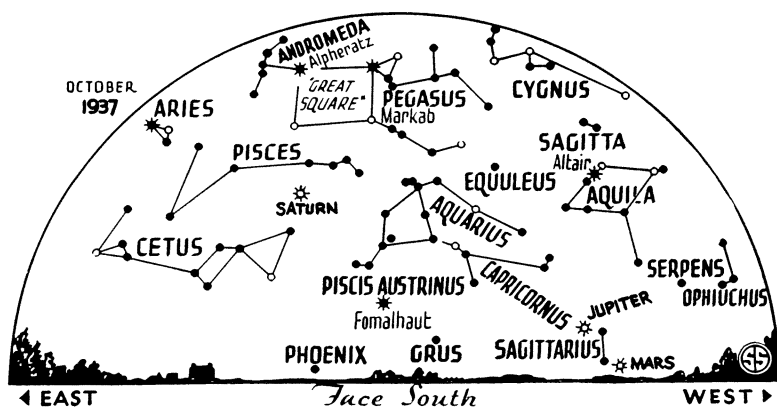 OCTOBER
1937
ANDROMEDA
Alpheratz
"GREAT
SQUARE"
PEGASUS
Markab
CYGNUS
ARIES
PISCES
SAGITTA
Altair
EQUULEUS
AQUILA
SATURN
AQUARIUS
CETUS
PISCIS AUSTRINUS
Fomalhaut
CAPRICORNUS
SERPENS
OPHIUCHUS
JUPITER
PHOENIX
GRUS
SAGITTARIUS
MARS
EAST
Face South
WEST